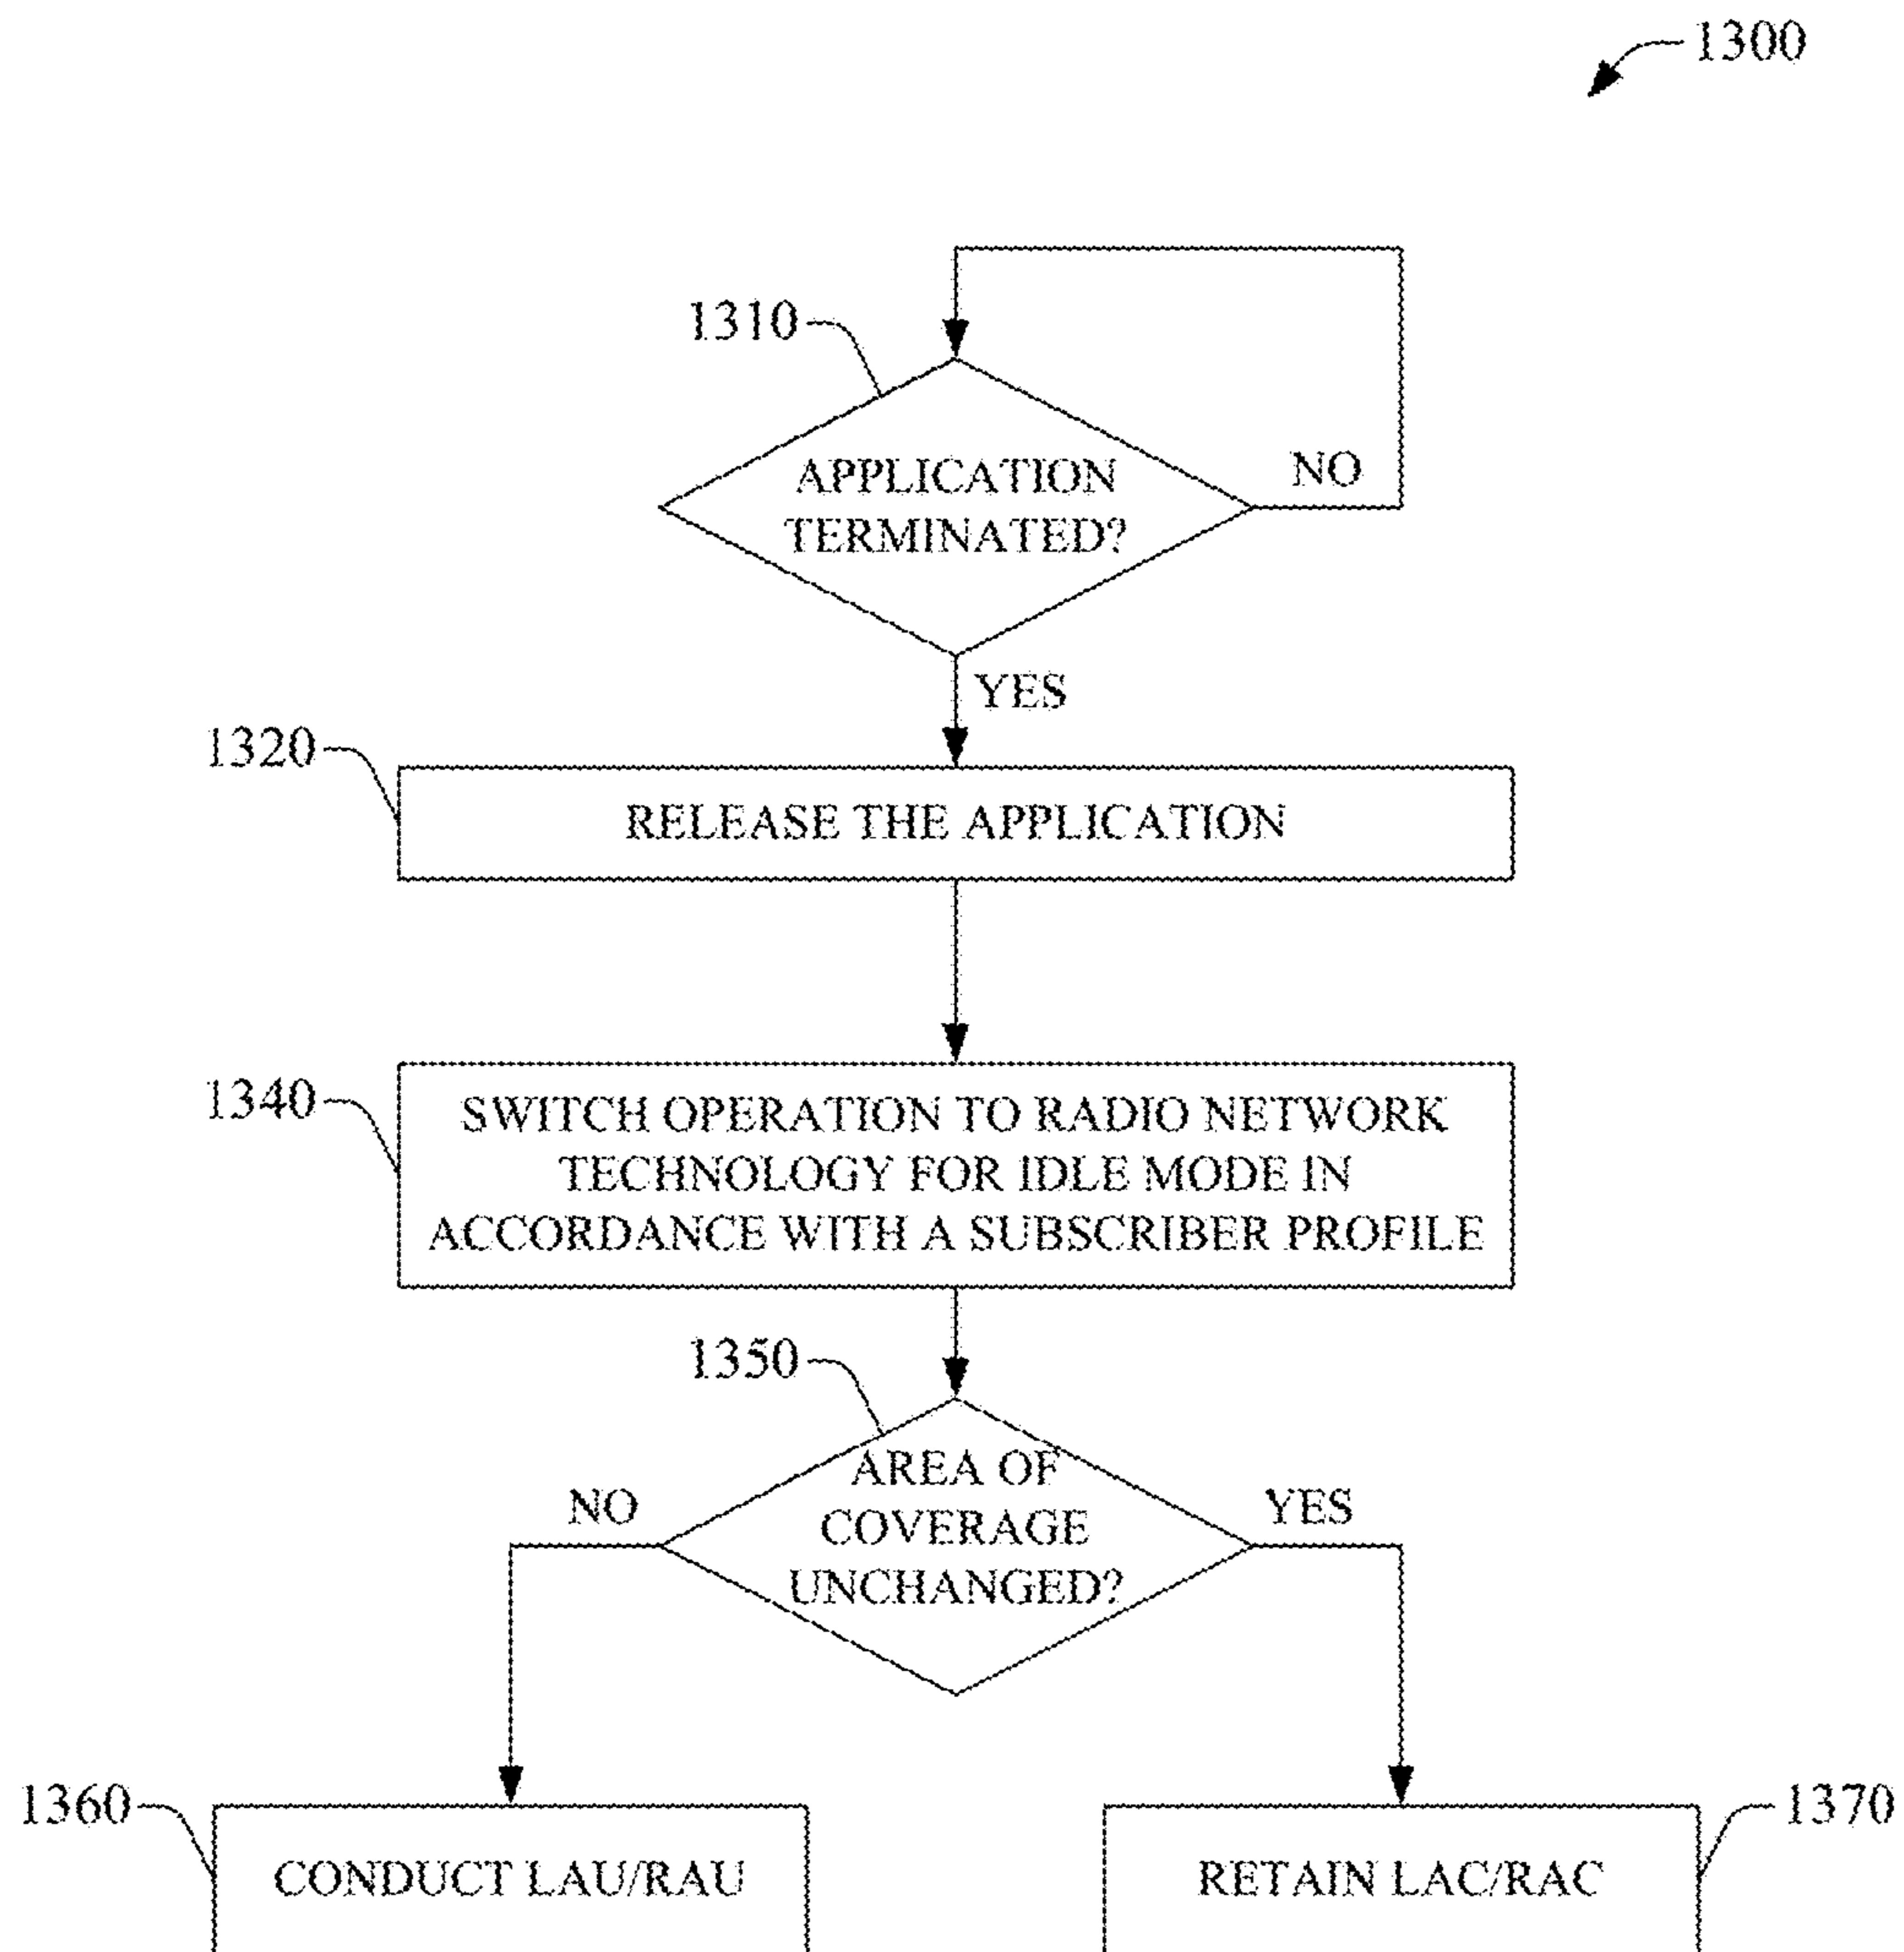 1300
1310
APPLICATION
TERMINATED?
NO
YES
1320
RELEASE THE APPLICATION
1340
SWITCH OPERATION TO RADIO NETWORK
TECHNOLOGY FOR IDLE MODE IN
ACCORDANCE WITH A SUBSCRIBER PROFILE
1350
AREA OF
COVERAGE
UNCHANGED?
NO
YES
1360
CONDUCT LAU/RAU
RETAIN LAC/RAC
1370